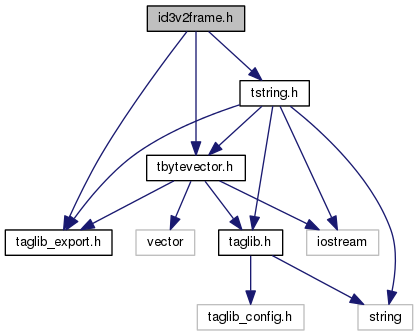 id3v2frame.h
tstring.h
tbytevector.h
taglib_export.h
vector
taglib.h
iostream
taglib_config.h
string